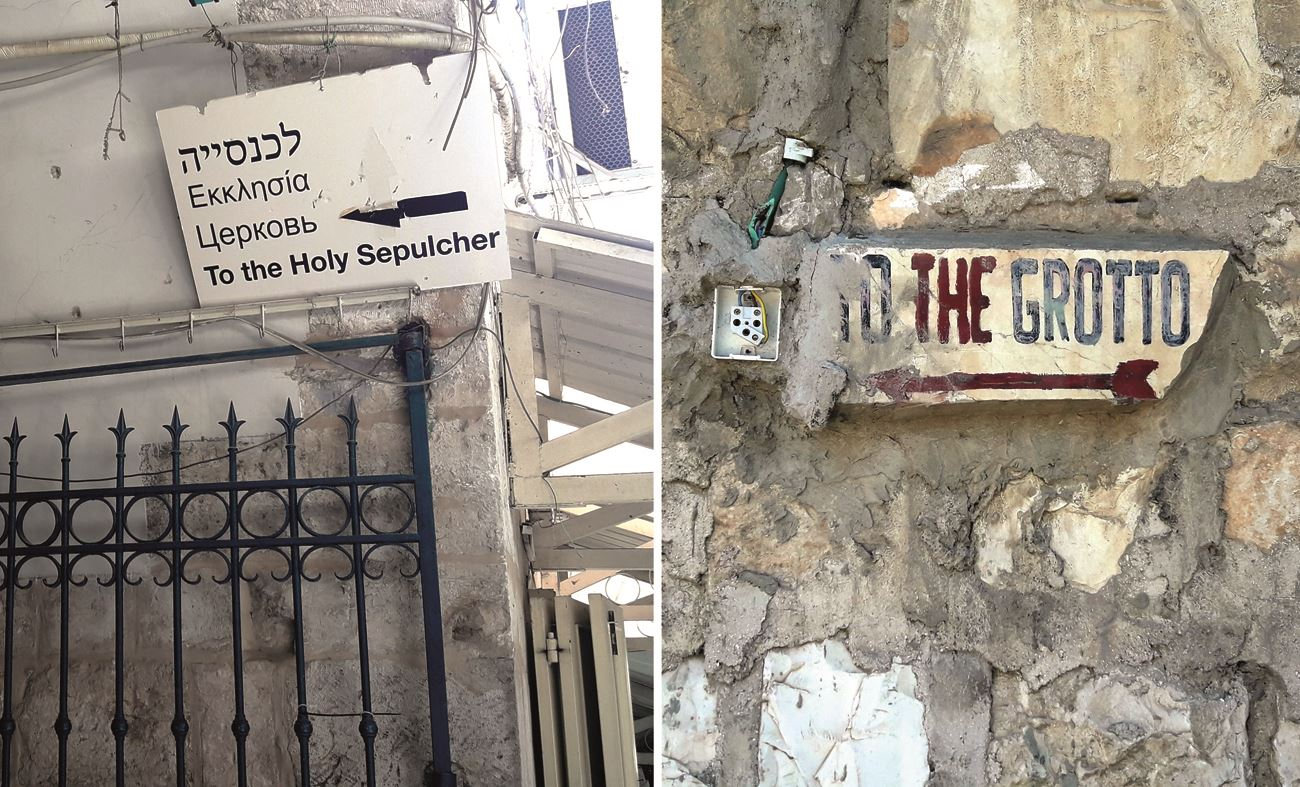 לכנסייה
Εκκλησία
Церковь
To the Holy Sepulcher
TO THE GROTTO